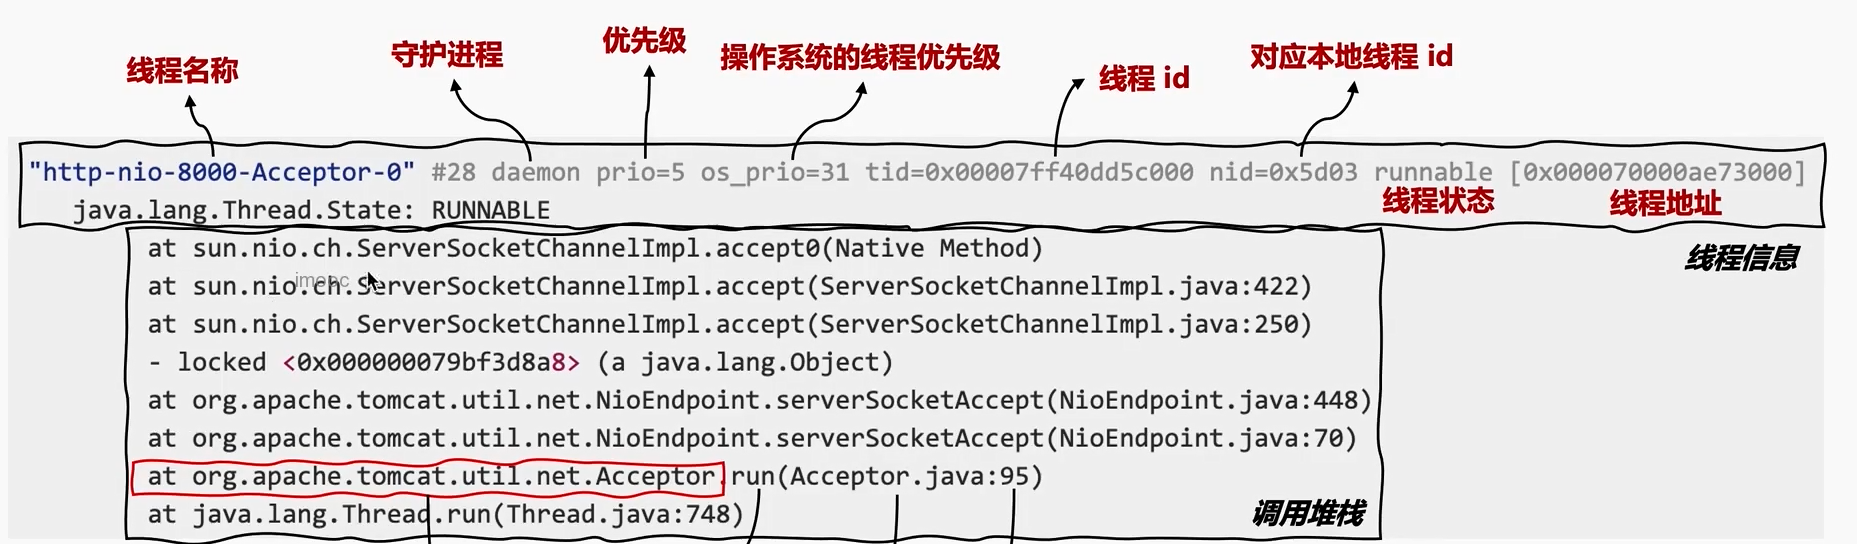 线程名称 守护进程 优先级 操作系统的线程优先级 线程 id 对应本地线程 id
"http-nio-8000-Acceptor-0" #28 daemon prio=5 os_prio=31 tid=0x00007ff40dd5c000 nid=0x5d03 runnable [0x000070000ae73000]
java.lang.Thread.State: RUNNABLE 线程状态 线程地址
at sun.nio.ch.ServerSocketChannelImpl.accept0(Native Method) 线程信息
imooc
at sun.nio.ch.ServerSocketChannelImpl.accept(ServerSocketChannelImpl.java:422)
at sun.nio.ch.ServerSocketChannelImpl.accept(ServerSocketChannelImpl.java:250)
- locked <0x000000079bf3d8a8> (a java.lang.Object)
at org.apache.tomcat.util.net.NioEndpoint.serverSocketAccept(NioEndpoint.java:448)
at org.apache.tomcat.util.net.NioEndpoint.serverSocketAccept(NioEndpoint.java:70)
at org.apache.tomcat.util.net.Acceptor.run(Acceptor.java:95)
at java.lang.Thread.run(Thread.java:748) 调用堆栈